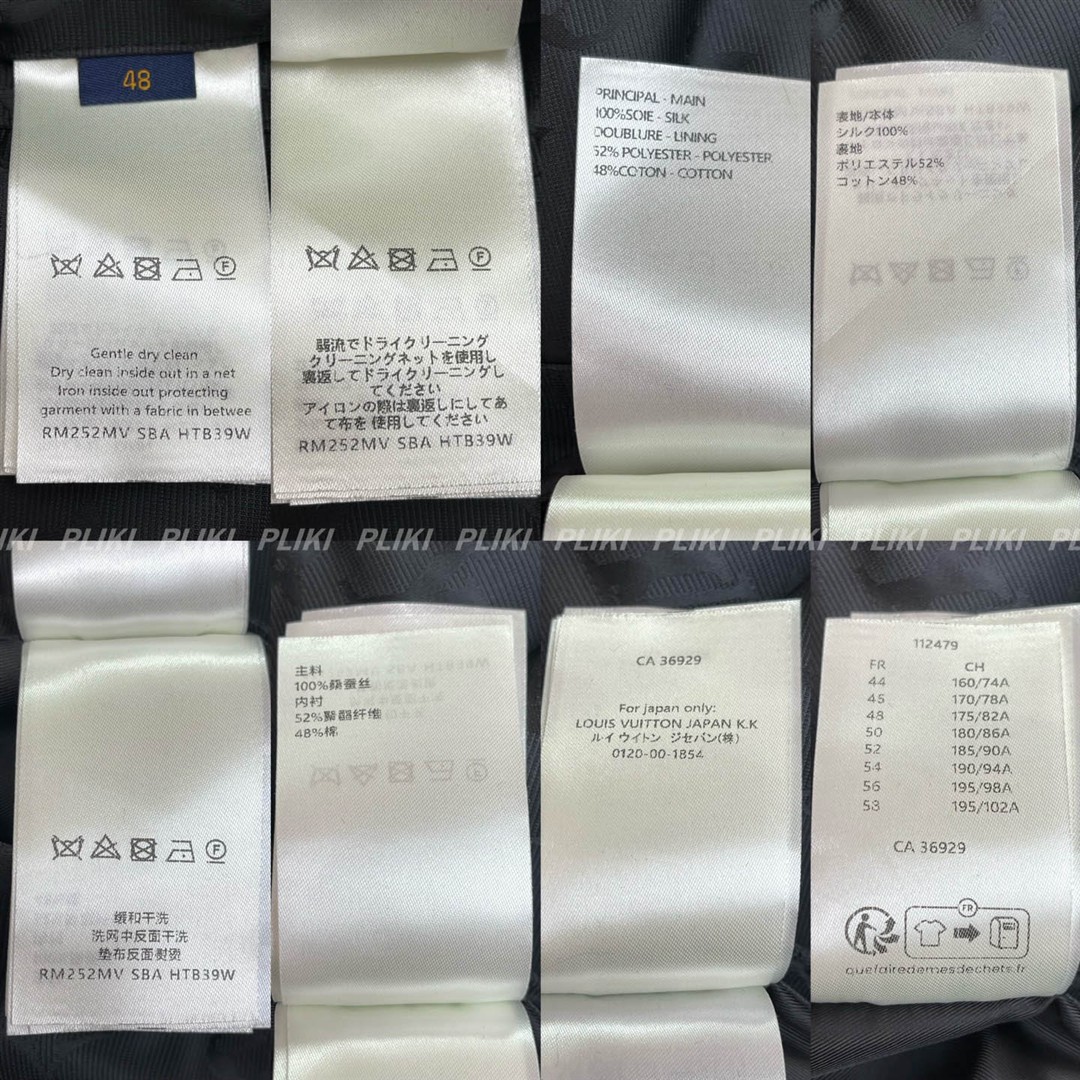 48
Gentle dry clean
Dry clean inside out in a net
Iron inside out protecting
garment with a fabric in betwee
RM252MV SBA HTB39W
弱流でドライクリーニング
クリーニングネットを使用し
裏返してドライクリーニングし
てください
アイロンの際は裏返しにしてあ
て布を 使用してください
RM252MV SBA HTB39W
PRINCIPAL - MAIN
100%SOIE - SILK
DOUBLURE - LINING
52% POLYESTER - POLYESTER
48%COTON - COTTON
表地/本体
シルク100%
裏地
ポリエステル52%
コットン48%
PLIKI PLIKI PLIKI PLIKI PLIKI PLIKI PLIKI PLIKI PLIKI PLIKI
缓和干洗
洗网中反面干洗
垫布反面熨烫
RM252MV SBA HTB39W
主料
100%蚕丝
内衬
52%聚酯纤维
48%棉
CA 36929
For japan only:
LOUIS VUITTON JAPAN K.K
ルイ ウイトン ジセパン(株)
0120-00-1854
112479
FR CH
44 160/74A
45 170/78A
48 175/82A
50 180/86A
52 185/90A
54 190/94A
56 195/98A
53 195/102A
CA 36929
FR
quefairedemesdechets.fr